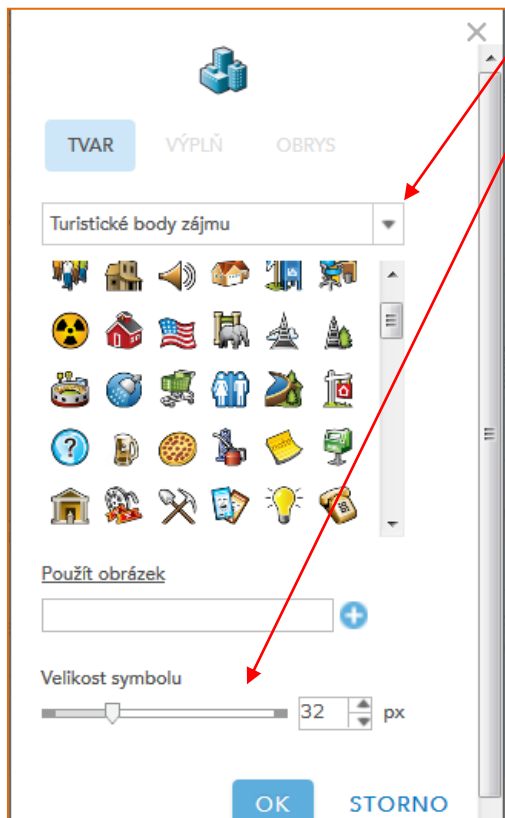 TVAR VÝPLŇ OBRYS
Turistické body zájmu
?
Použít obrázek
Velikost symbolu
32 px
OK STORNO